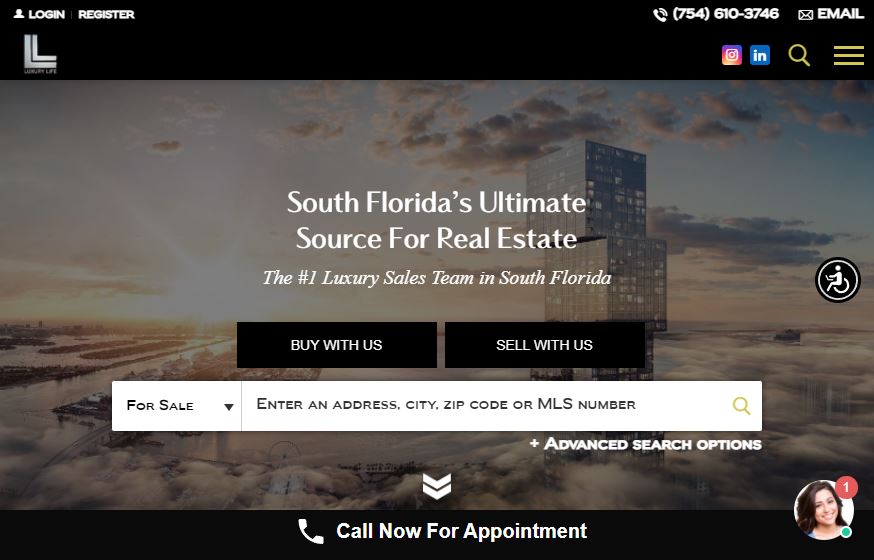 LOGIN | REGISTER
(754) 610-3746
EMAIL
LUXURY LIFE
South Florida's Ultimate
Source For Real Estate
The #1 Luxury Sales Team in South Florida
BUY WITH US
SELL WITH US
For Sale
Enter an address, city, zip code or MLS number
+ Advanced search options
1
Call Now For Appointment